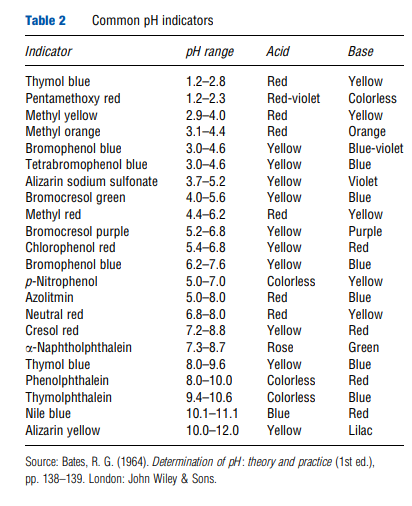 Table 2 Common pH indicators
Indicator pH range Acid Base
Thymol blue 1.2–2.8 Red Yellow
Pentamethoxy red 1.2–2.3 Red-violet Colorless
Methyl yellow 2.9–4.0 Red Yellow
Methyl orange 3.1–4.4 Red Orange
Bromophenol blue 3.0–4.6 Yellow Blue-violet
Tetrabromophenol blue 3.0–4.6 Yellow Blue
Alizarin sodium sulfonate 3.7–5.2 Yellow Violet
Bromocresol green 4.0–5.6 Yellow Blue
Methyl red 4.4–6.2 Red Yellow
Bromocresol purple 5.2–6.8 Yellow Purple
Chlorophenol red 5.4–6.8 Yellow Red
Bromophenol blue 6.2–7.6 Yellow Blue
p-Nitrophenol 5.0–7.0 Colorless Yellow
Azolitmin 5.0–8.0 Red Blue
Neutral red 6.8–8.0 Red Yellow
Cresol red 7.2–8.8 Yellow Red
α-Naphtholphthalein 7.3–8.7 Rose Green
Thymol blue 8.0–9.6 Yellow Blue
Phenolphthalein 8.0–10.0 Colorless Red
Thymolphthalein 9.4–10.6 Colorless Blue
Nile blue 10.1–11.1 Blue Red
Alizarin yellow 10.0–12.0 Yellow Lilac
Source: Bates, R. G. (1964). Determination of pH: theory and practice (1st ed.),
pp. 138–139. London: John Wiley & Sons.